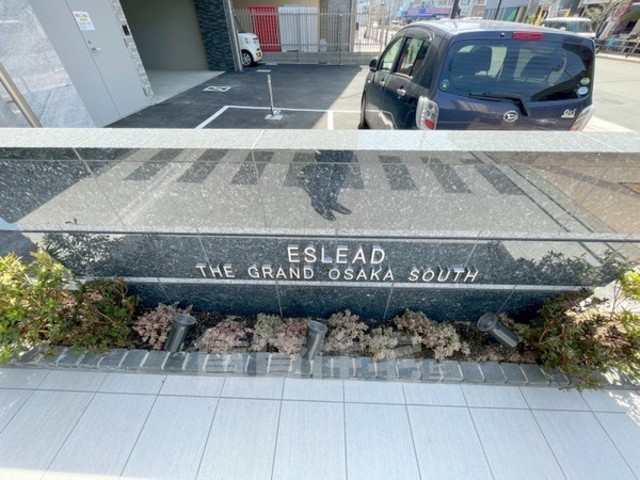 ESLEAD
THE GRAND OSAKA SOUTH